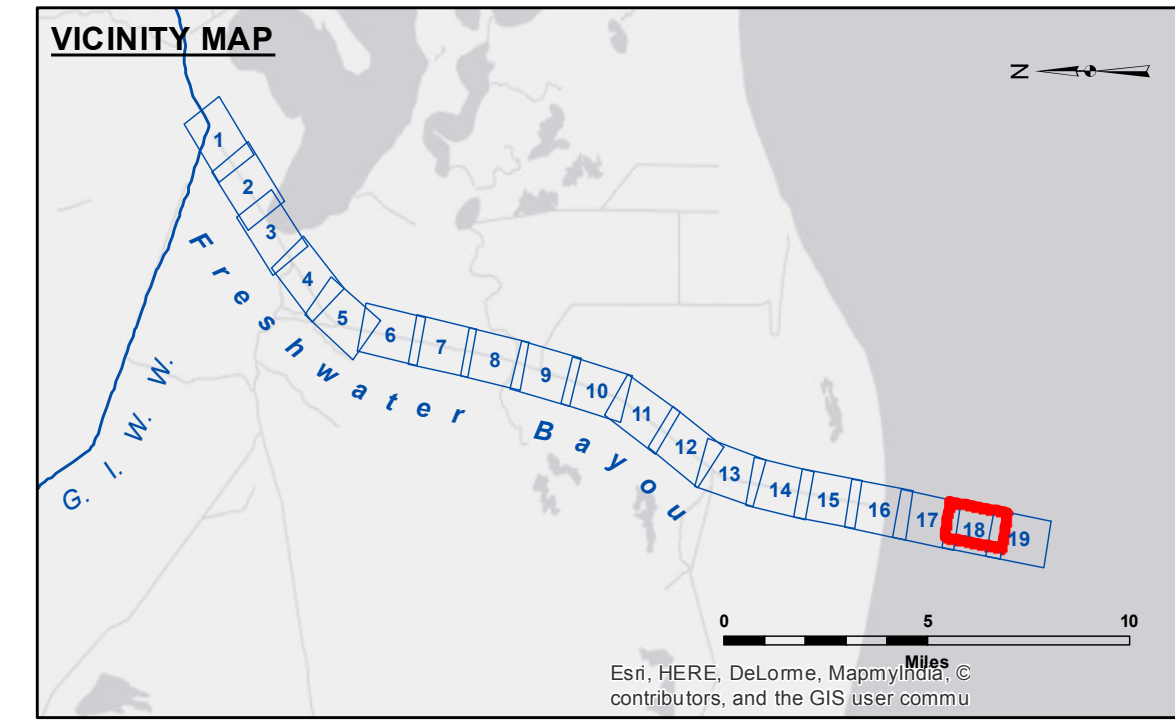 VICINITY MAP
N
1
2
3
4
5
6
7
8
9
10
11
12
13
14
15
16
17
18
19
Freshwater Bayou
G. I. W. W.
0 5 10
Miles
Esri, HERE, DeLorme, MapmyIndia, ©
contributors, and the GIS user commu